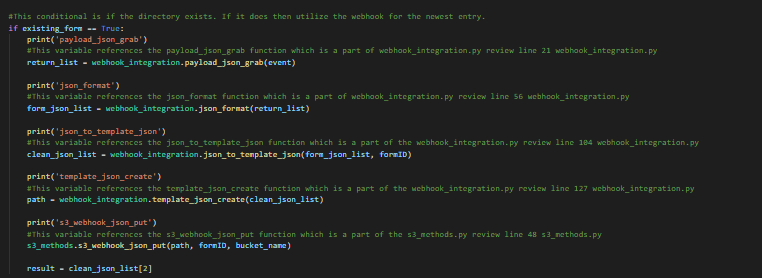 #This conditional is if the directory exists. If it does then utilize the webhook for the newest entry.
if existing_form == True:
    print('payload_json_grab')
    #This variable references the payload_json_grab function which is a part of webhook_integration.py review line 21 webhook_integration.py
    return_list = webhook_integration.payload_json_grab(event)

    print('json_format')
    #This variable references the json_format function which is a part of webhook_integration.py review line 56 webhook_integration.py
    form_json_list = webhook_integration.json_format(return_list)

    print('json_to_template_json')
    #This variable references the json_to_template_json function which is a part of the webhook_integration.py review line 104 webhook_integration.py
    clean_json_list = webhook_integration.json_to_template_json(form_json_list, formID)

    print('template_json_create')
    #This variable references the template_json_create function which is a part of the webhook_integration.py review line 127 webhook_integration.py
    path = webhook_integration.template_json_create(clean_json_list)

    print('s3_webhook_json_put')
    #This variable references the s3_webhook_json_put function which is a part of the s3_methods.py review line 48 s3_methods.py
    s3_methods.s3_webhook_json_put(path, formID, bucket_name)

    result = clean_json_list[2]